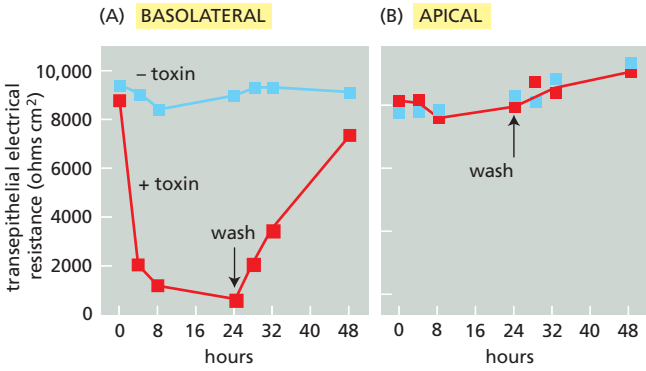 (A) BASOLATERAL
(B) APICAL
transepithelial electrical
resistance (ohms cm²)
10,000
8000
6000
4000
2000
0
– toxin
+ toxin
wash
0 8 16 24 32 40 48
hours
wash
0 8 16 24 32 40 48
hours